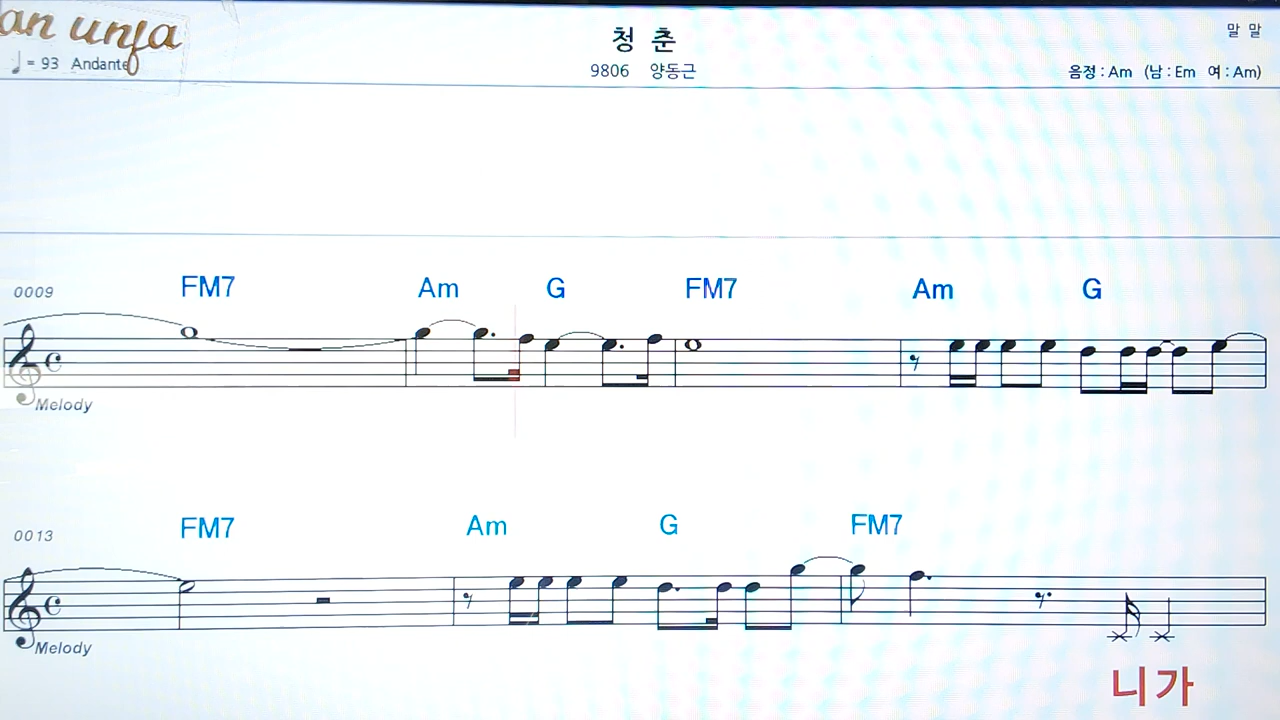 an unfa
♩ = 93 Andante
청 춘
9806 양동근
말 말
음정 : Am (남 : Em 여 : Am)
0009 FM7 Am G FM7 Am G
Melody
0013 FM7 Am G FM7
Melody
니가